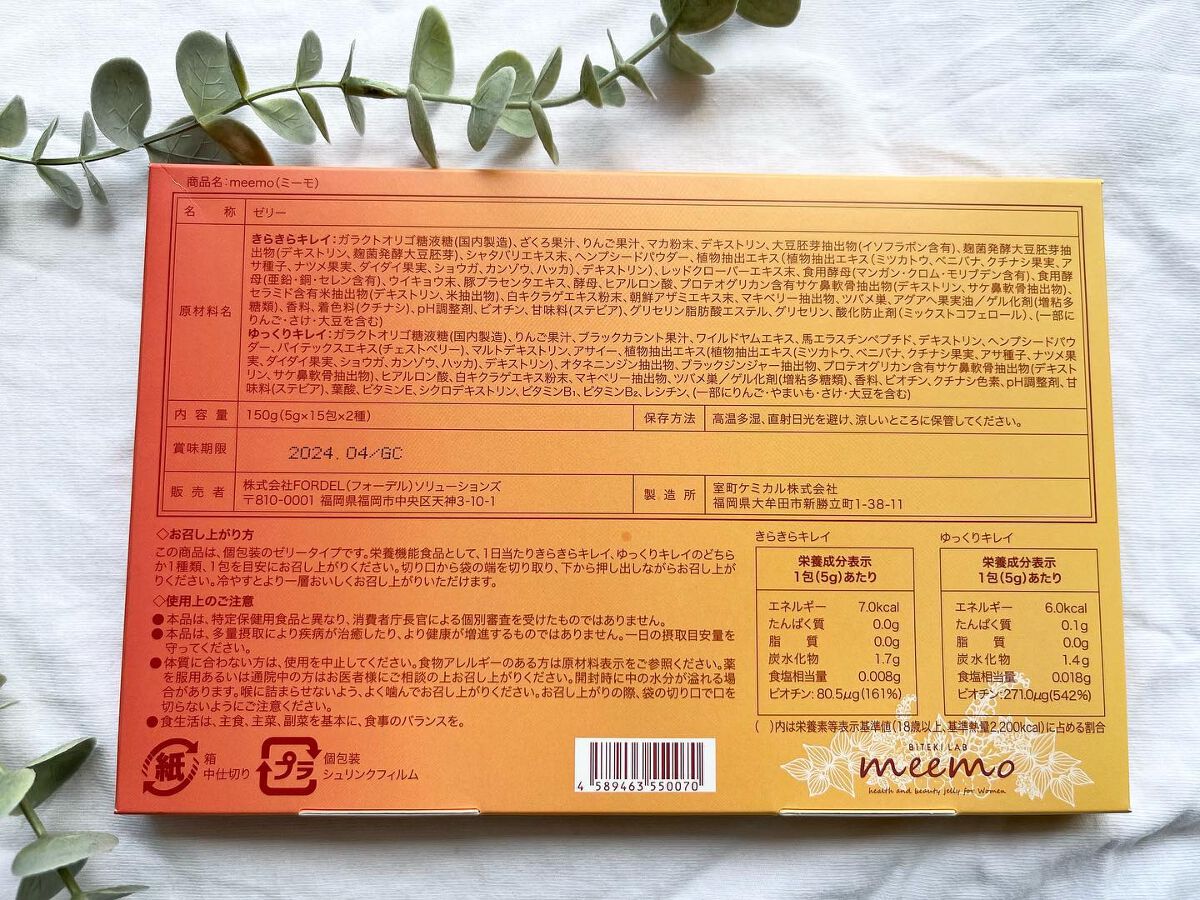 商品名：meemo（ミーモ）
名 称 ゼリー
原材料名
きらきらキレイ：ガラクトオリゴ糖液糖(国内製造)、ざくろ果汁、りんご果汁、マカ粉末、デキストリン、大豆胚芽抽出物(イソフラボン含有)、麹菌発酵大豆胚芽抽
出物(デキストリン、麹菌発酵大豆胚芽)、シャタバリエキス末、ヘンプシードパウダー、植物抽出エキス（植物抽出エキス(ミツカトウ、ベニバナ、クチナシ果実、ア
サ種子、ナツメ果実、ダイダイ果実、ショウガ、カンゾウ、ハッカ)、デキストリン）、レッドクローバーエキス末、食用酵母(マンガン・クロム・モリブデン含有)、食用酵
母(亜鉛・銅・セレン含有)、ウイキョウ末、豚プラセンタエキス、酵母、ヒアルロン酸、プロテオグリカン含有サケ鼻軟骨抽出物(デキストリン、サケ鼻軟骨抽出物)、
セラミド含有米抽出物(デキストリン、米抽出物)、白キクラゲエキス粉末、朝鮮アザミエキス末、マキベリー抽出物、ツバメ巣、アグアヘ果実油／ゲル化剤(増粘多
糖類)、香料、着色料(クチナシ)、pH調整剤、ビオチン、甘味料(ステビア)、グリセリン脂肪酸エステル、グリセリン、酸化防止剤（ミックストコフェロール）、（一部に
りんご・さけ・大豆を含む）
ゆっくりキレイ：ガラクトオリゴ糖液糖(国内製造)、りんご果汁、ブラックカラント果汁、ワイルドヤムエキス、馬エラスチンペプチド、デキストリン、ヘンプシードパウ
ダー、バイテックスエキス(チェストベリー)、マルトデキストリン、アサイー、植物抽出エキス(植物抽出エキス(ミツカトウ、ベニバナ、クチナシ果実、アサ種子、ナツメ果
実、ダイダイ果実、ショウガ、カンゾウ、ハッカ)、デキストリン)、オタネニンジン抽出物、ブラックジンジャー抽出物、プロテオグリカン含有サケ鼻軟骨抽出物(デキスト
リン、サケ鼻軟骨抽出物)、ヒアルロン酸、白キクラゲエキス粉末、マキベリー抽出物、ツバメ巣／ゲル化剤(増粘多糖類)、香料、ビオチン、クチナシ色素、pH調整剤、甘
味料(ステビア)、葉酸、ビタミンE、シクロデキストリン、ビタミンB₁、ビタミンB₂、レシチン、（一部にりんご・やまいも・さけ・大豆を含む）
内 容 量 150g(5g×15包×2種) 保存方法 高温多湿、直射日光を避け、涼しいところに保管してください。
賞味期限 2024.04/GC
販 売 者
株式会社FORDEL(フォーデル)ソリューションズ
〒810-0001 福岡県福岡市中央区天神3-10-1
製 造 所
室町ケミカル株式会社
福岡県大牟田市新勝立町1-38-11
◇お召し上がり方
この商品は、個包装のゼリータイプです。栄養機能食品として、1日当たりきらきらキレイ、ゆっくりキレイのどちら
か1種類、1包を目安にお召し上がりください。切り口から袋の端を切り取り、下から押し出しながらお召し上が
りください。冷やすとより一層おいしくお召し上がりいただけます。
◇使用上のご注意
●本品は、特定保健用食品と異なり、消費者庁長官による個別審査を受けたものではありません。
●本品は、多量摂取により疾病が治癒したり、より健康が増進するものではありません。一日の摂取目安量を
守ってください。
●体質に合わない方は、使用を中止してください。食物アレルギーのある方は原材料表示をご参照ください。薬
を服用あるいは通院中の方はお医者様にご相談の上お召し上がりください。開封時に中の水分が溢れる場
合があります。喉に詰まらせないよう、よく噛んでお召し上がりください。お召し上がりの際、袋の切り口で口を
切らないようにご注意ください。
●食生活は、主食、主菜、副菜を基本に、食事のバランスを。
きらきらキレイ
栄養成分表示
1包(5g)あたり
エネルギー 7.0kcal
たんぱく質 0.0g
脂 質 0.0g
炭水化物 1.7g
食塩相当量 0.008g
ビオチン：80.5μg(161%)
ゆっくりキレイ
栄養成分表示
1包(5g)あたり
エネルギー 6.0kcal
たんぱく質 0.1g
脂 質 0.0g
炭水化物 1.4g
食塩相当量 0.018g
ビオチン：271.0μg(542%)
（ ）内は栄養素等表示基準値（18歳以上、基準熱量2,200kcal）に占める割合
紙 箱
中仕切り
プラ 個包装
シュリンクフィルム
4 589463 550070
BITEKI LAB
meemo
health and beauty jelly for Women